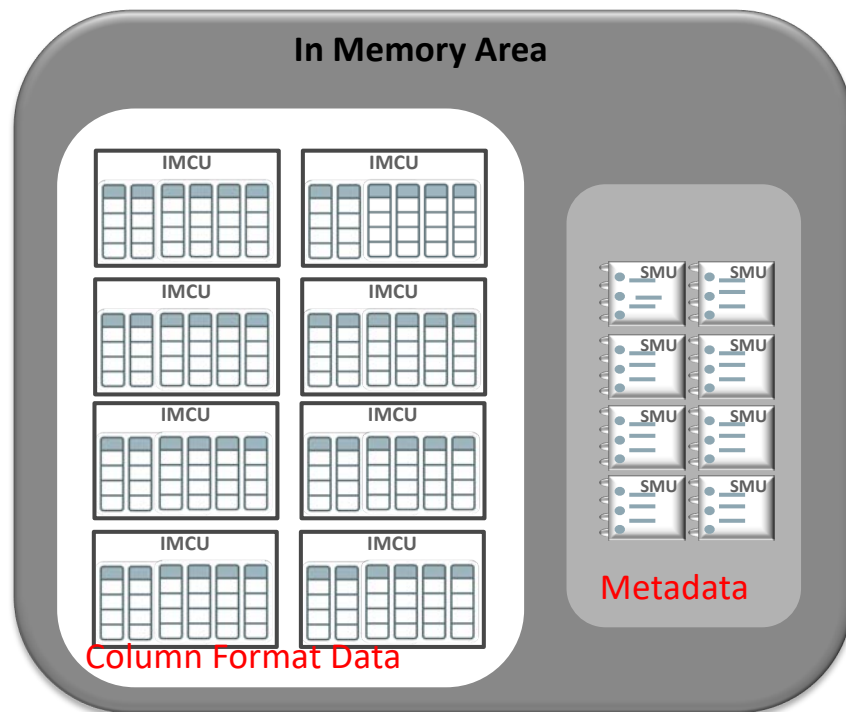 In Memory Area
IMCU IMCU
IMCU IMCU
IMCU IMCU
IMCU IMCU
Column Format Data
SMU SMU
SMU SMU
SMU SMU
SMU SMU
Metadata